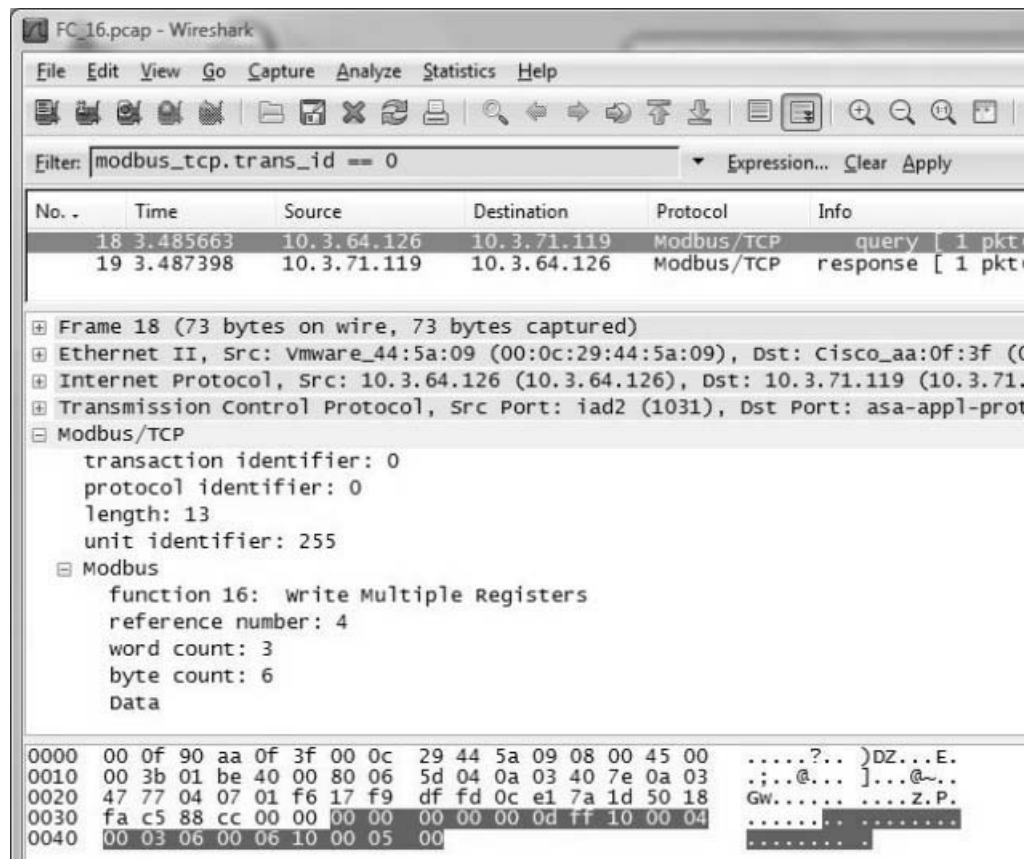 FC_16.pcap - Wireshark
File Edit View Go Capture Analyze Statistics Help
Filter: modbus_tcp.trans_id == 0 Expression... Clear Apply
No. . Time Source Destination Protocol Info
18 3.485663 10.3.64.126 10.3.71.119 Modbus/TCP query [ 1 pkt(
19 3.487398 10.3.71.119 10.3.64.126 Modbus/TCP response [ 1 pkt(
Frame 18 (73 bytes on wire, 73 bytes captured)
Ethernet II, Src: Vmware_44:5a:09 (00:0c:29:44:5a:09), Dst: Cisco_aa:0f:3f (0
Internet Protocol, Src: 10.3.64.126 (10.3.64.126), Dst: 10.3.71.119 (10.3.71.
Transmission Control Protocol, Src Port: iad2 (1031), Dst Port: asa-appl-prot
Modbus/TCP
transaction identifier: 0
protocol identifier: 0
length: 13
unit identifier: 255
Modbus
function 16: Write Multiple Registers
reference number: 4
word count: 3
byte count: 6
Data
0000 00 0f 90 aa 0f 3f 00 0c 29 44 5a 09 08 00 45 00 .....?.. )DZ...E.
0010 00 3b 01 be 40 00 80 06 5d 04 0a 03 40 7e 0a 03 .;..@... ]...@~..
0020 47 77 04 07 01 f6 17 f9 df fd 0c e1 7a 1d 50 18 Gw...... ....z.P.
0030 fa c5 88 cc 00 00 00 00 00 00 00 0d ff 10 00 04 ........ ........
0040 00 03 06 00 06 10 00 05 00 ........ .